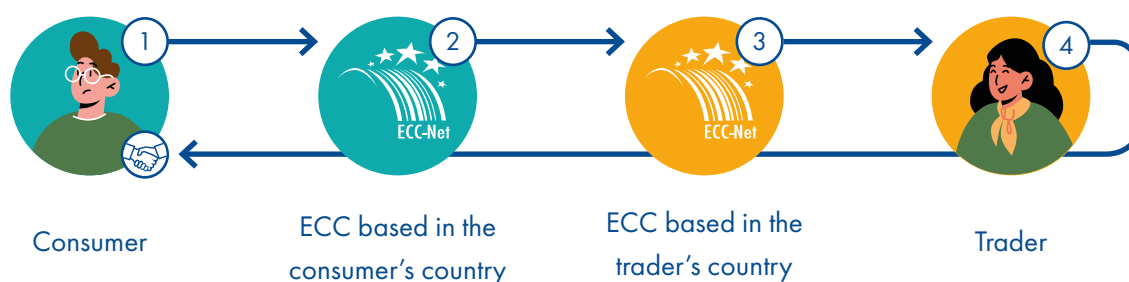 1
2
3
4
ECC-Net
ECC-Net
Consumer
ECC based in the
consumer’s country
ECC based in the
trader’s country
Trader